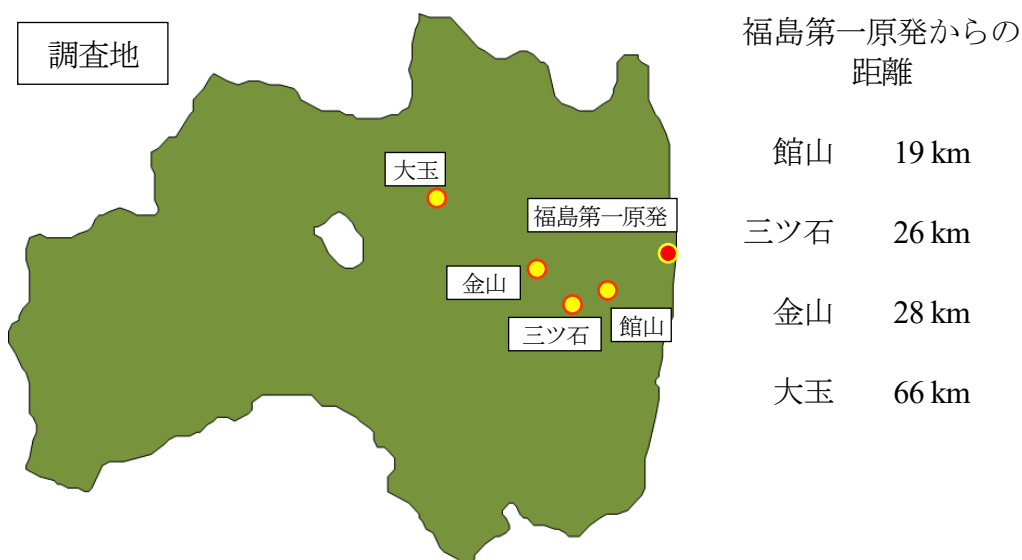 調査地
大玉
福島第一原発
金山
三ツ石
館山
福島第一原発からの
距離
館山 19 km
三ツ石 26 km
金山 28 km
大玉 66 km